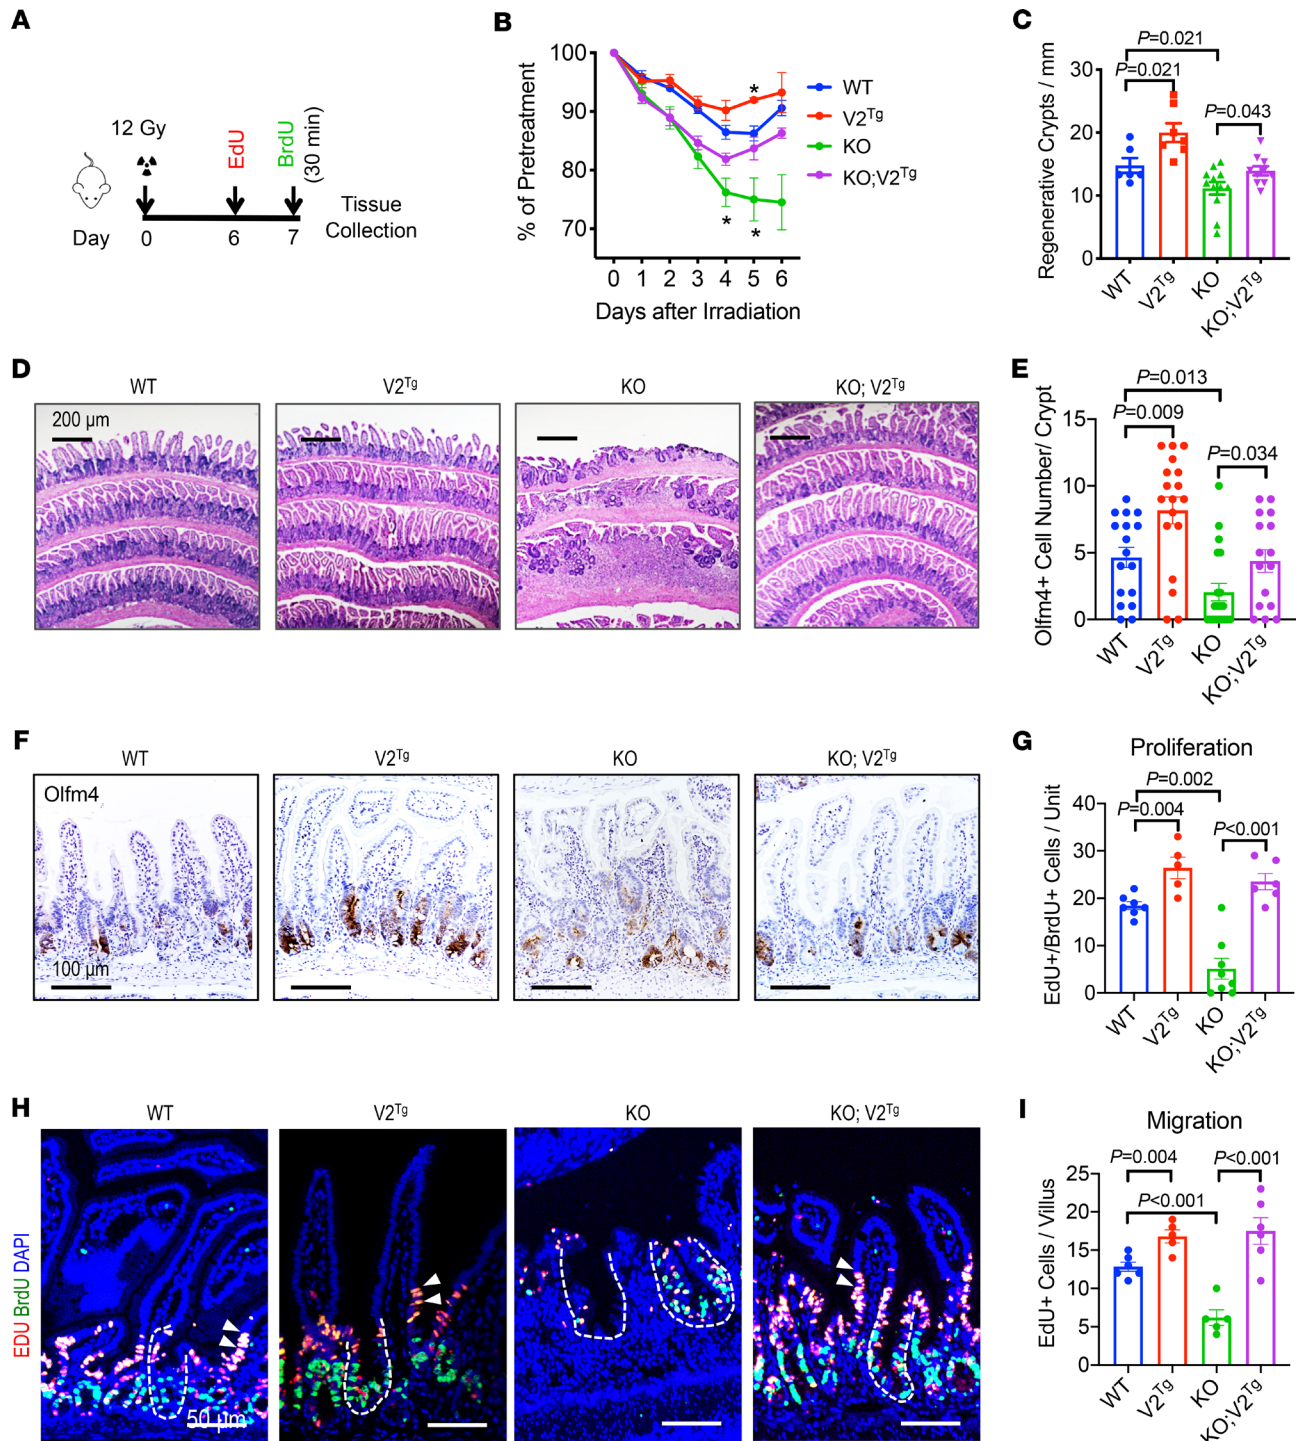 A
12 Gy
EdU
BrdU
(30 min)
Day
0
6
7
Tissue
Collection
B
% of Pretreatment
100
90
80
70
0 1 2 3 4 5 6
Days after Irradiation
*
*
*
WT
V2Tg
KO
KO;V2Tg
C
Regenerative Crypts / mm
P=0.021
P=0.021
P=0.043
30
20
10
0
WT
V2Tg
KO
KO;V2Tg
D
WT
V2Tg
KO
KO; V2Tg
200 µm
E
Olfm4+ Cell Number/ Crypt
P=0.013
P=0.009
P=0.034
15
10
5
0
WT
V2Tg
KO
KO;V2Tg
F
WT
V2Tg
KO
KO; V2Tg
Olfm4
100 µm
G
Proliferation
EdU+/BrdU+ Cells / Unit
P=0.002
P=0.004
P<0.001
40
30
20
10
0
WT
V2Tg
KO
KO;V2Tg
H
WT
V2Tg
KO
KO; V2Tg
EDU BrdU DAPI
50 µm
I
Migration
EdU+ Cells / Villus
P=0.004
P<0.001
P<0.001
25
20
15
10
5
0
WT
V2Tg
KO
KO;V2Tg